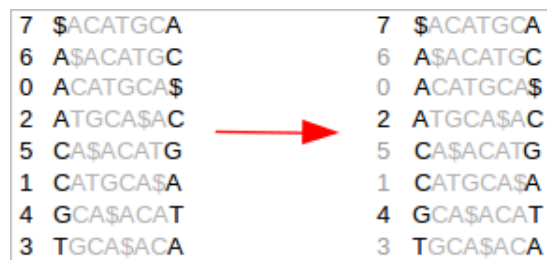 7 $ACATGCA 7 $ACATGCA
6 A$ACATGC 6 A$ACATGC
0 ACATGCA$ 0 ACATGCA$
2 ATGCA$AC 2 ATGCA$AC
5 CA$ACATG 5 CA$ACATG
1 CATGCA$A 1 CATGCA$A
4 GCA$ACAT 4 GCA$ACAT
3 TGCA$ACA 3 TGCA$ACA